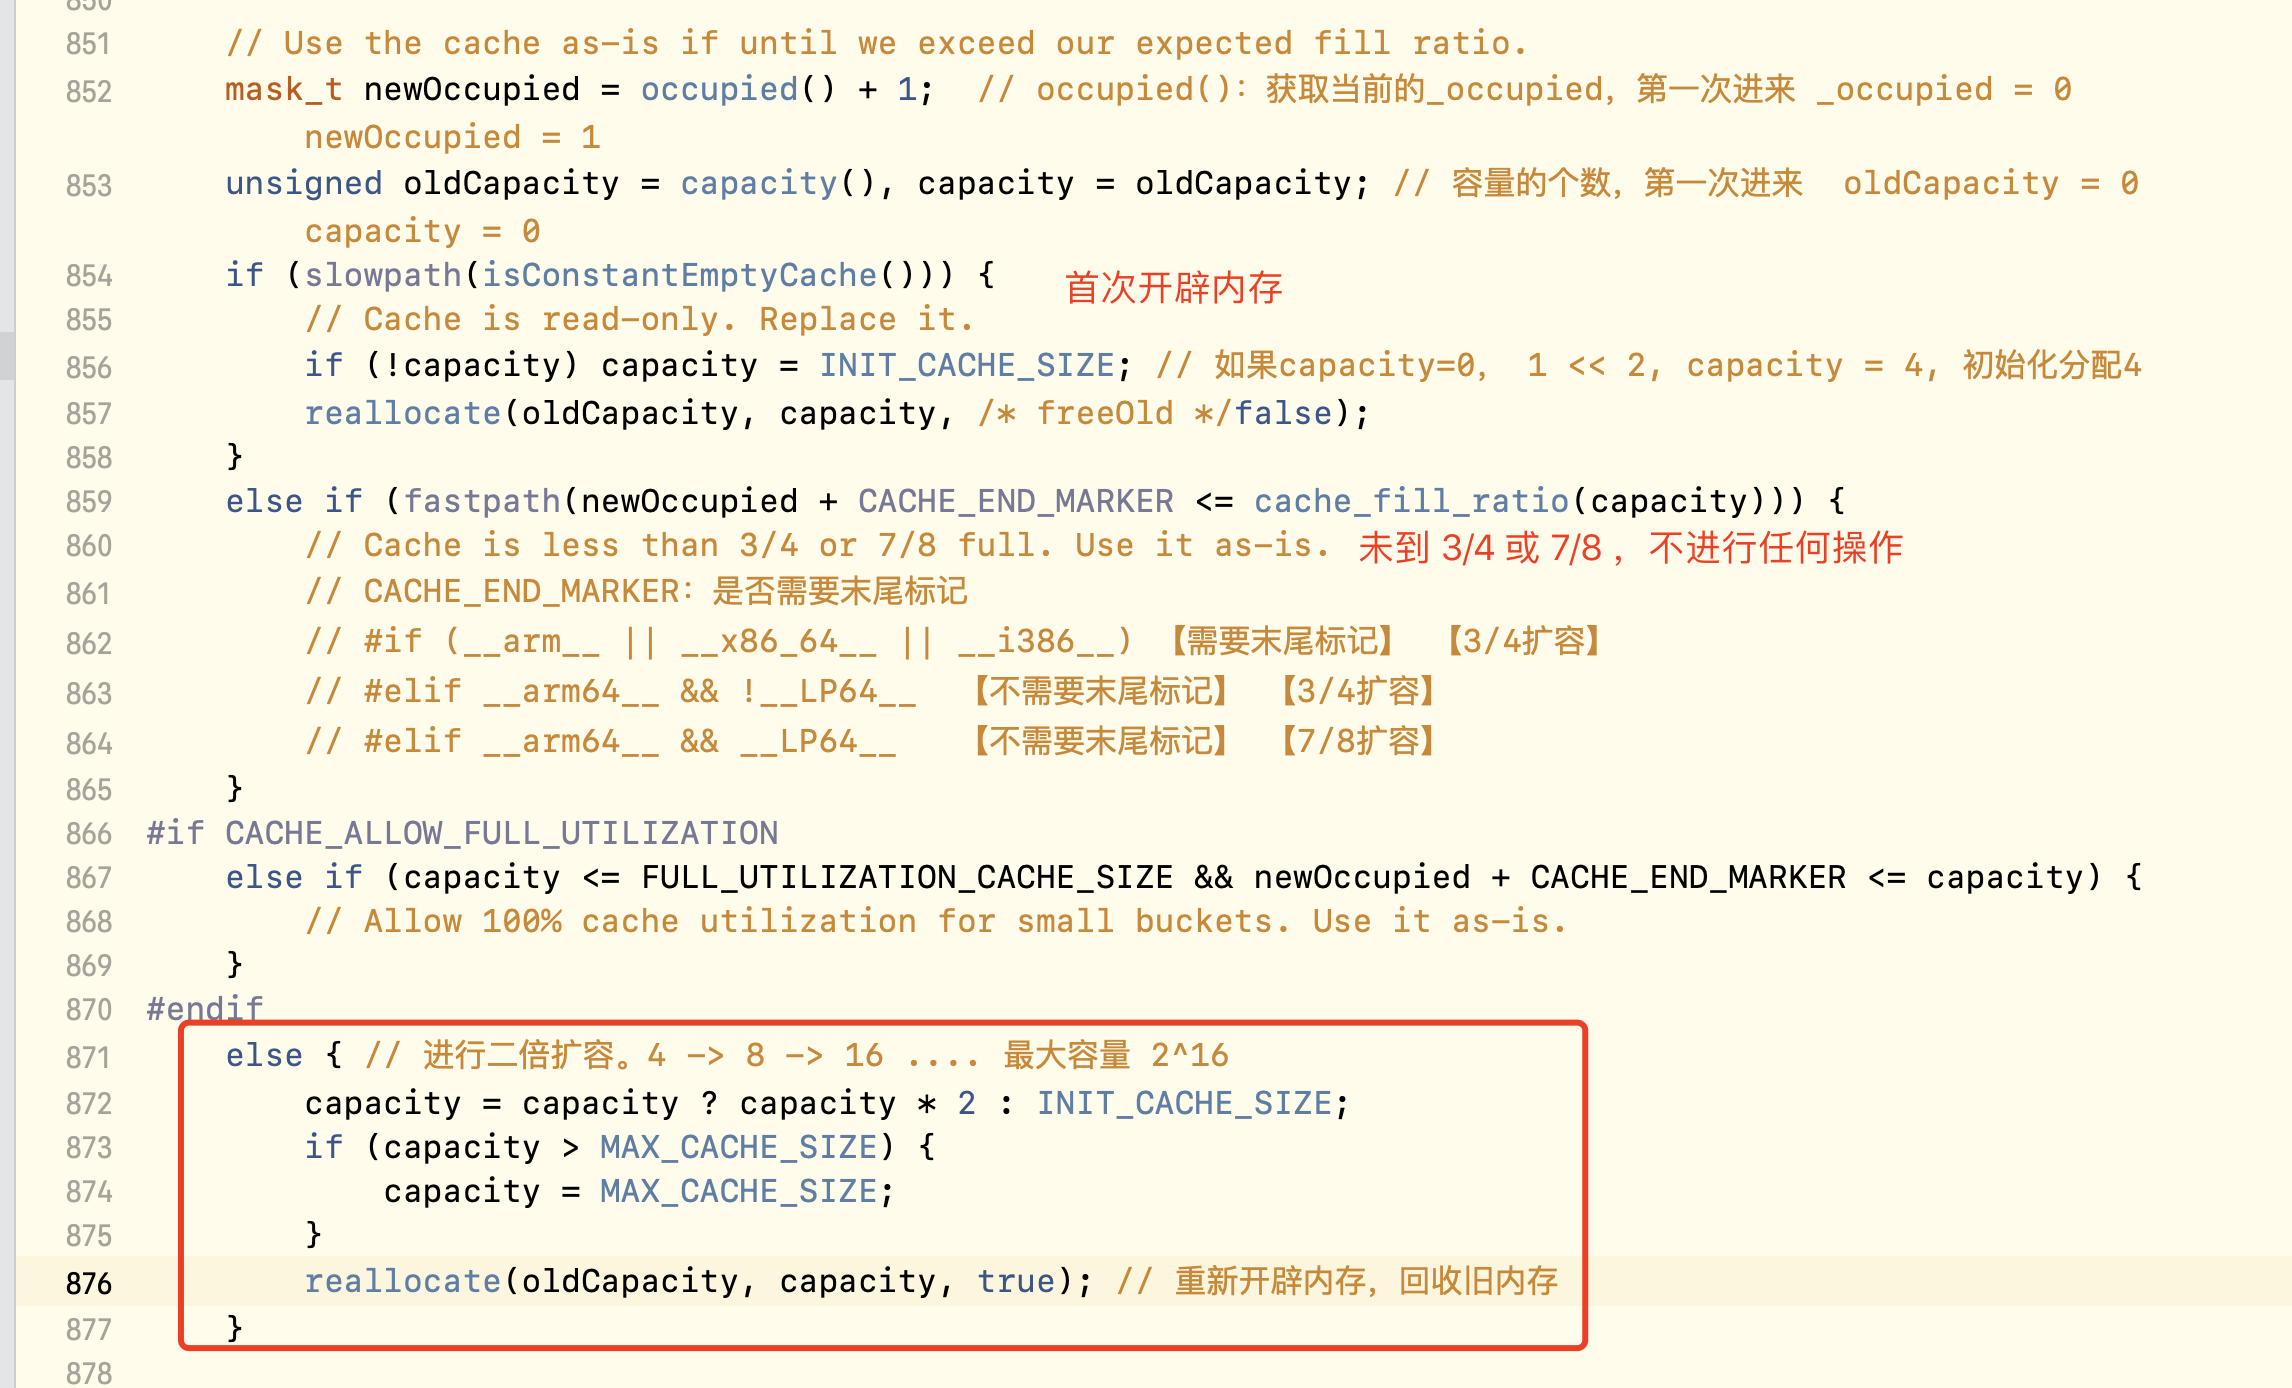 850
851 // Use the cache as-is if until we exceed our expected fill ratio.
852 mask_t newOccupied = occupied() + 1; // occupied()：获取当前的_occupied，第一次进来 _occupied = 0
newOccupied = 1
853 unsigned oldCapacity = capacity(), capacity = oldCapacity; // 容量的个数，第一次进来 oldCapacity = 0
capacity = 0
854 if (slowpath(isConstantEmptyCache())) { 首次开辟内存
855 // Cache is read-only. Replace it.
856 if (!capacity) capacity = INIT_CACHE_SIZE; // 如果capacity=0， 1 << 2, capacity = 4, 初始化分配4
857 reallocate(oldCapacity, capacity, /* freeOld */false);
858 }
859 else if (fastpath(newOccupied + CACHE_END_MARKER <= cache_fill_ratio(capacity))) {
860 // Cache is less than 3/4 or 7/8 full. Use it as-is. 未到 3/4 或 7/8 ，不进行任何操作
861 // CACHE_END_MARKER：是否需要末尾标记
862 // #if (__arm__ || __x86_64__ || __i386__) 【需要末尾标记】 【3/4扩容】
863 // #elif __arm64__ && !__LP64__ 【不需要末尾标记】 【3/4扩容】
864 // #elif __arm64__ && __LP64__ 【不需要末尾标记】 【7/8扩容】
865 }
866 #if CACHE_ALLOW_FULL_UTILIZATION
867 else if (capacity <= FULL_UTILIZATION_CACHE_SIZE && newOccupied + CACHE_END_MARKER <= capacity) {
868 // Allow 100% cache utilization for small buckets. Use it as-is.
869 }
870 #endif
871 else { // 进行二倍扩容。4 -> 8 -> 16 .... 最大容量 2^16
872 capacity = capacity ? capacity * 2 : INIT_CACHE_SIZE;
873 if (capacity > MAX_CACHE_SIZE) {
874 capacity = MAX_CACHE_SIZE;
875 }
876 reallocate(oldCapacity, capacity, true); // 重新开辟内存，回收旧内存
877 }
878